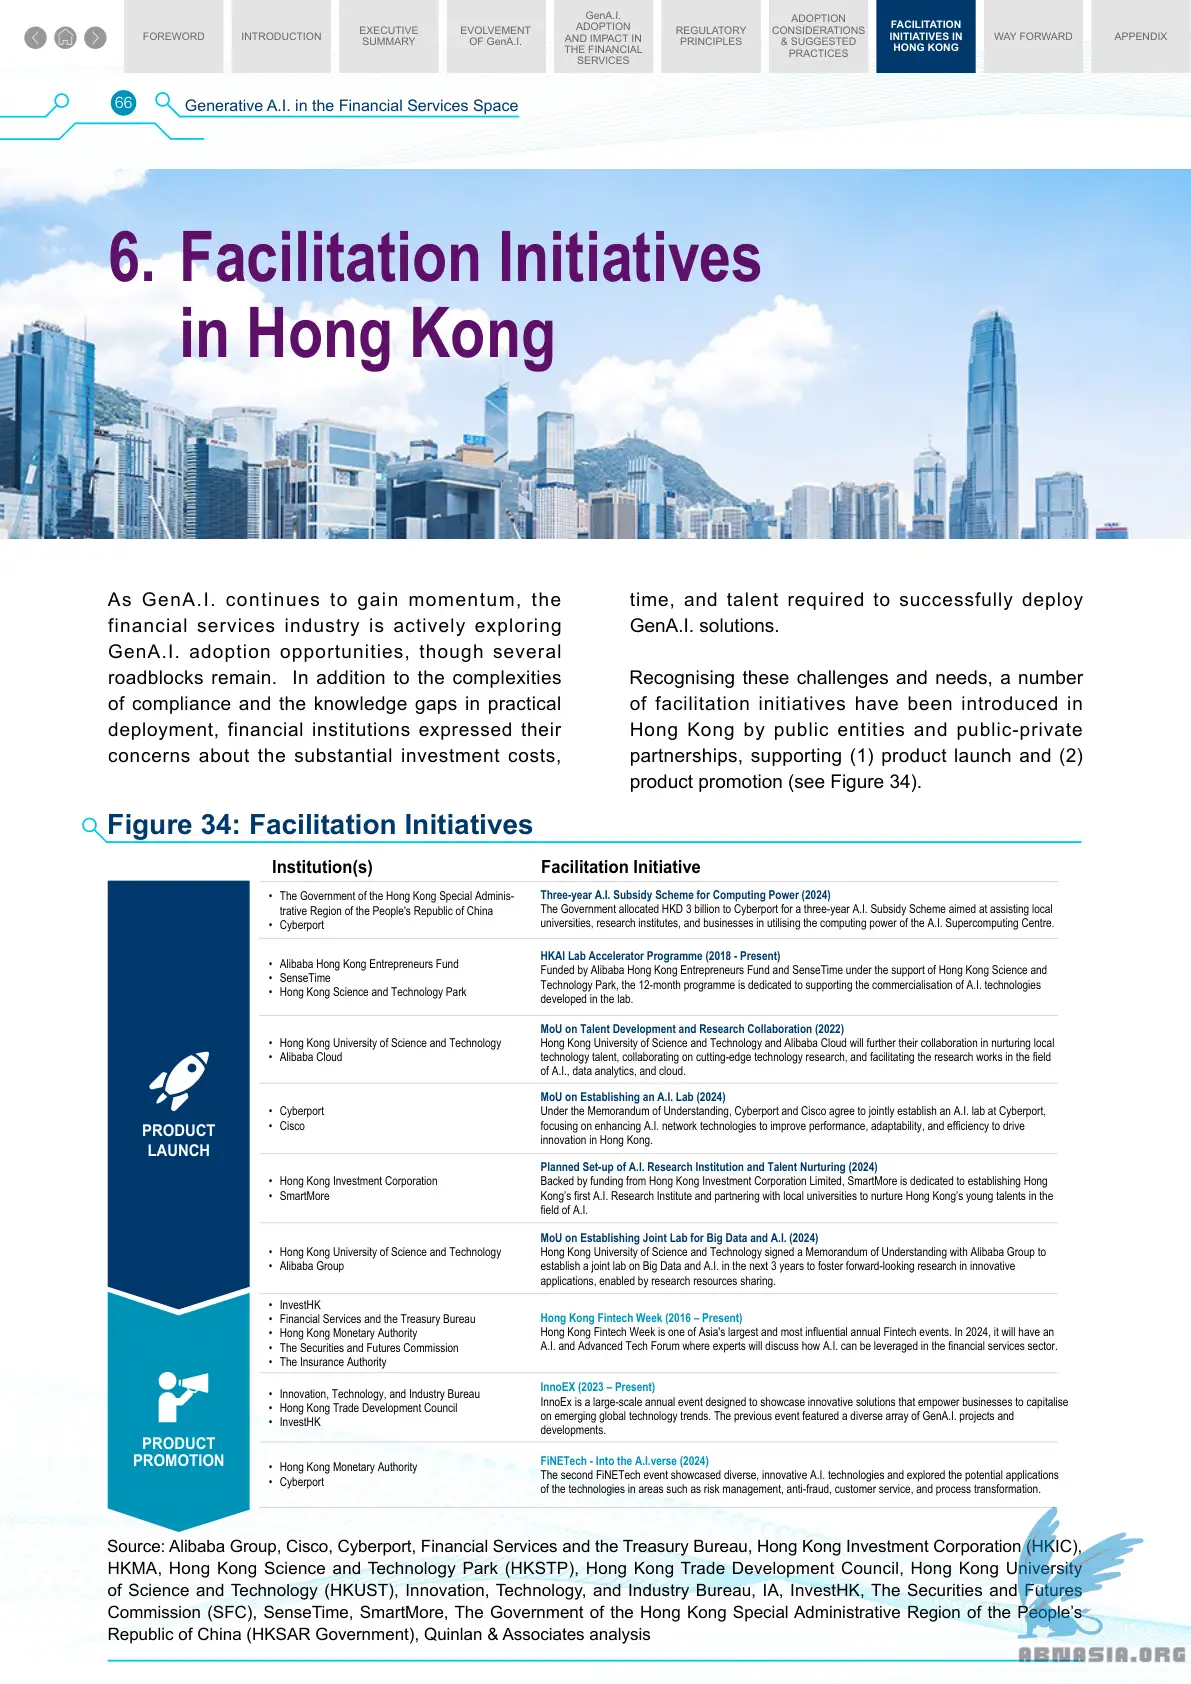 FOREWORD
INTRODUCTION
EXECUTIVE
SUMMARY
EVOLVEMENT
OF GenA.I.
GenA.I.
ADOPTION
AND IMPACT IN
THE FINANCIAL
SERVICES
REGULATORY
PRINCIPLES
ADOPTION
CONSIDERATIONS
& SUGGESTED
PRACTICES
FACILITATION
INITIATIVES IN
HONG KONG
WAY FORWARD
APPENDIX
66
Generative A.I. in the Financial Services Space
6. Facilitation Initiatives
in Hong Kong
As GenA.I. continues to gain momentum, the
financial services industry is actively exploring
GenA.I. adoption opportunities, though several
roadblocks remain. In addition to the complexities
of compliance and the knowledge gaps in practical
deployment, financial institutions expressed their
concerns about the substantial investment costs,
time, and talent required to successfully deploy
GenA.I. solutions.
Recognising these challenges and needs, a number
of facilitation initiatives have been introduced in
Hong Kong by public entities and public-private
partnerships, supporting (1) product launch and (2)
product promotion (see Figure 34).
Figure 34: Facilitation Initiatives
Institution(s)
Facilitation Initiative
PRODUCT
LAUNCH
• The Government of the Hong Kong Special Adminis-
trative Region of the People's Republic of China
• Cyberport
Three-year A.I. Subsidy Scheme for Computing Power (2024)
The Government allocated HKD 3 billion to Cyberport for a three-year A.I. Subsidy Scheme aimed at assisting local
universities, research institutes, and businesses in utilising the computing power of the A.I. Supercomputing Centre.
• Alibaba Hong Kong Entrepreneurs Fund
• SenseTime
• Hong Kong Science and Technology Park
HKAI Lab Accelerator Programme (2018 - Present)
Funded by Alibaba Hong Kong Entrepreneurs Fund and SenseTime under the support of Hong Kong Science and
Technology Park, the 12-month programme is dedicated to supporting the commercialisation of A.I. technologies
developed in the lab.
• Hong Kong University of Science and Technology
• Alibaba Cloud
MoU on Talent Development and Research Collaboration (2022)
Hong Kong University of Science and Technology and Alibaba Cloud will further their collaboration in nurturing local
technology talent, collaborating on cutting-edge technology research, and facilitating the research works in the field
of A.I., data analytics, and cloud.
• Cyberport
• Cisco
MoU on Establishing an A.I. Lab (2024)
Under the Memorandum of Understanding, Cyberport and Cisco agree to jointly establish an A.I. lab at Cyberport,
focusing on enhancing A.I. network technologies to improve performance, adaptability, and efficiency to drive
innovation in Hong Kong.
• Hong Kong Investment Corporation
• SmartMore
Planned Set-up of A.I. Research Institution and Talent Nurturing (2024)
Backed by funding from Hong Kong Investment Corporation Limited, SmartMore is dedicated to establishing Hong
Kong's first A.I. Research Institute and partnering with local universities to nurture Hong Kong's young talents in the
field of A.I.
• Hong Kong University of Science and Technology
• Alibaba Group
MoU on Establishing Joint Lab for Big Data and A.I. (2024)
Hong Kong University of Science and Technology signed a Memorandum of Understanding with Alibaba Group to
establish a joint lab on Big Data and A.I. in the next 3 years to foster forward-looking research in innovative
applications, enabled by research resources sharing.
PRODUCT
PROMOTION
• InvestHK
• Financial Services and the Treasury Bureau
• Hong Kong Monetary Authority
• The Securities and Futures Commission
• The Insurance Authority
Hong Kong Fintech Week (2016 – Present)
Hong Kong Fintech Week is one of Asia's largest and most influential annual Fintech events. In 2024, it will have an
A.I. and Advanced Tech Forum where experts will discuss how A.I. can be leveraged in the financial services sector.
• Innovation, Technology, and Industry Bureau
• Hong Kong Trade Development Council
• InvestHK
InnoEX (2023 – Present)
InnoEx is a large-scale annual event designed to showcase innovative solutions that empower businesses to capitalise
on emerging global technology trends. The previous event featured a diverse array of GenA.I. projects and
developments.
• Hong Kong Monetary Authority
• Cyberport
FiNETech - Into the A.I.verse (2024)
The second FiNETech event showcased diverse, innovative A.I. technologies and explored the potential applications
of the technologies in areas such as risk management, anti-fraud, customer service, and process transformation.
Source: Alibaba Group, Cisco, Cyberport, Financial Services and the Treasury Bureau, Hong Kong Investment Corporation (HKIC),
HKMA, Hong Kong Science and Technology Park (HKSTP), Hong Kong Trade Development Council, Hong Kong University
of Science and Technology (HKUST), Innovation, Technology, and Industry Bureau, IA, InvestHK, The Securities and Futures
Commission (SFC), SenseTime, SmartMore, The Government of the Hong Kong Special Administrative Region of the People's
Republic of China (HKSAR Government), Quinlan & Associates analysis
ABNASIA.ORG